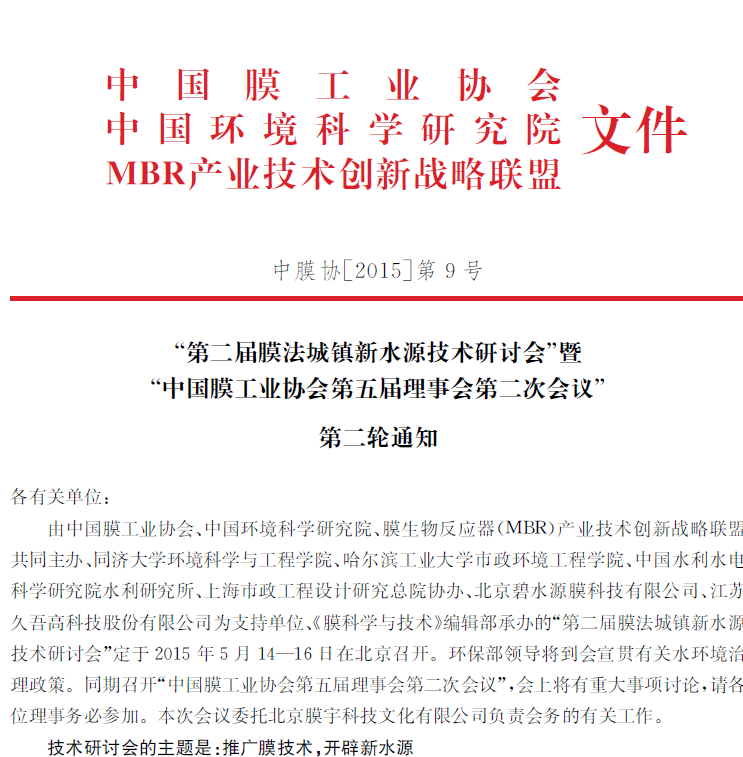 中国膜工业协会
中国环境科学研究院
MBR产业技术创新战略联盟
文件
中膜协[2015]第 9 号
“第二届膜法城镇新水源技术研讨会”暨
“中国膜工业协会第五届理事会第二次会议”
第二轮通知
各有关单位:
由中国膜工业协会、中国环境科学研究院、膜生物反应器(MBR)产业技术创新战略联盟
共同主办、同济大学环境科学与工程学院、哈尔滨工业大学市政环境工程学院、中国水利水电
科学研究院水利研究所、上海市政工程设计研究总院协办、北京碧水源膜科技有限公司、江苏
久吾高科技股份有限公司为支持单位、《膜科学与技术》编辑部承办的“第二届膜法城镇新水源
技术研讨会”定于 2015 年 5 月 14—16 日在北京召开。环保部领导将到会宣贯有关水环境治
理政策。同期召开“中国膜工业协会第五届理事会第二次会议”,会上将有重大事项讨论,请各
位理事务必参加。本次会议委托北京膜宇科技文化有限公司负责会务的有关工作。
技术研讨会的主题是:推广膜技术,开辟新水源